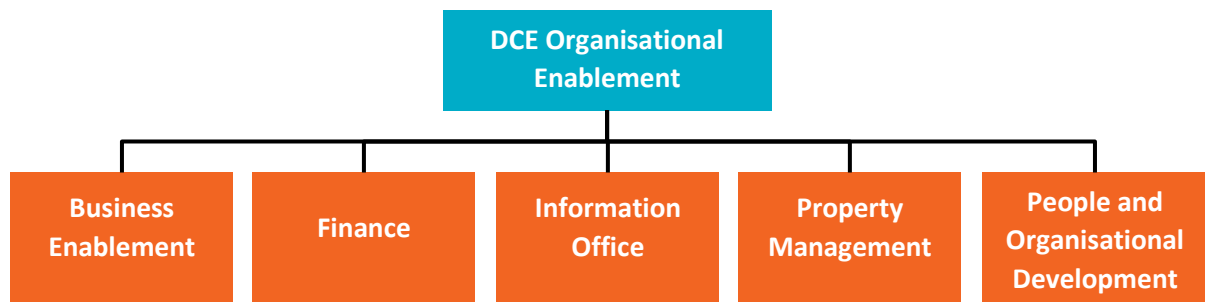 DCE Organisational
Enablement
Business
Enablement
Finance
Information
Office
Property
Management
People and
Organisational
Development